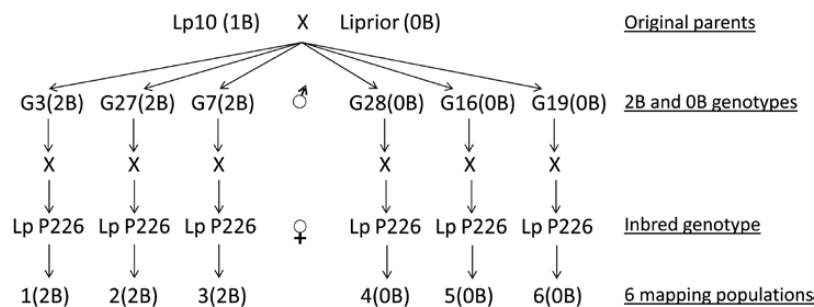 Lp10 (1B) X Liprior (0B) Original parents
G3(2B) G27(2B) G7(2B) ♂ G28(0B) G16(0B) G19(0B) 2B and 0B genotypes
X X X X X X
Lp P226 Lp P226 Lp P226 ♀ Lp P226 Lp P226 Lp P226 Inbred genotype
1(2B) 2(2B) 3(2B) 4(0B) 5(0B) 6(0B) 6 mapping populations